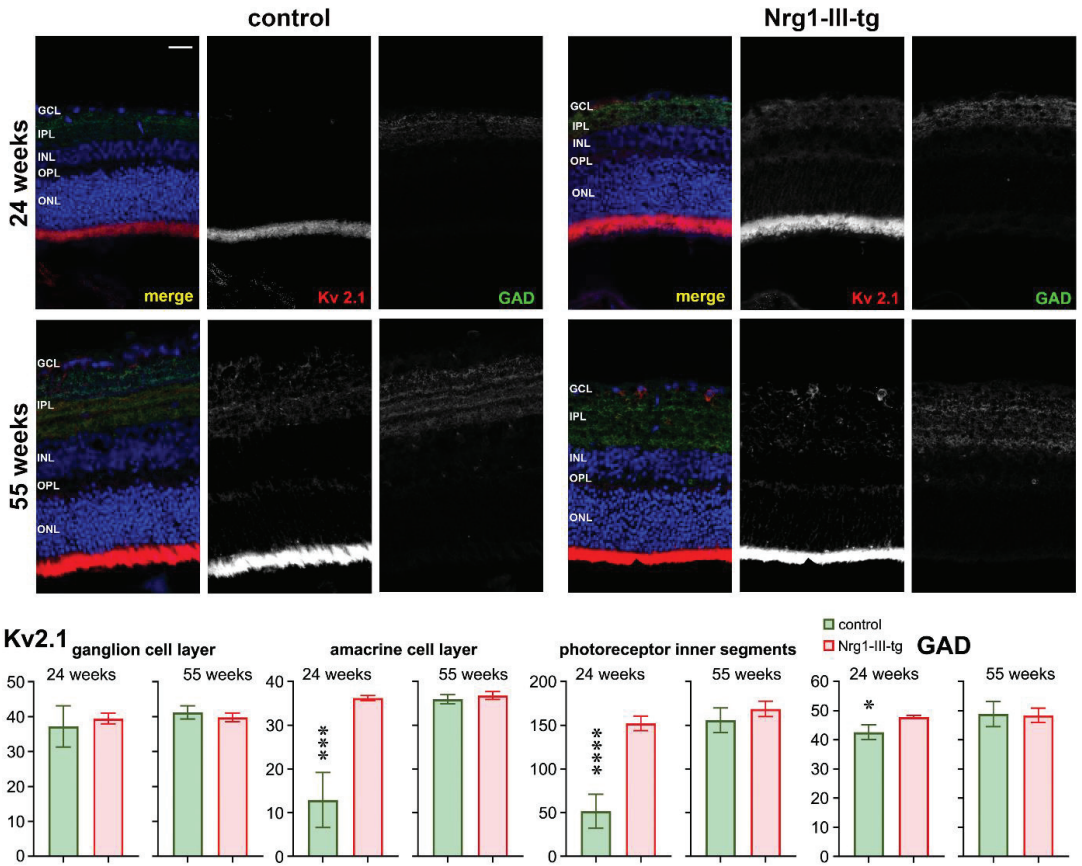 control
Nrg1-III-tg
24 weeks
GCL
IPL
INL
OPL
ONL
merge
Kv 2.1
GAD
GCL
IPL
INL
OPL
ONL
merge
Kv 2.1
GAD
55 weeks
GCL
IPL
INL
OPL
ONL
GCL
IPL
INL
OPL
ONL
Kv2.1
ganglion cell layer
amacrine cell layer
photoreceptor inner segments
control
Nrg1-III-tg
GAD
24 weeks
55 weeks
24 weeks
55 weeks
24 weeks
55 weeks
24 weeks
55 weeks
50
40
30
20
10
0
40
30
20
10
0
***
200
150
100
50
0
****
60
50
40
30
20
10
0
*